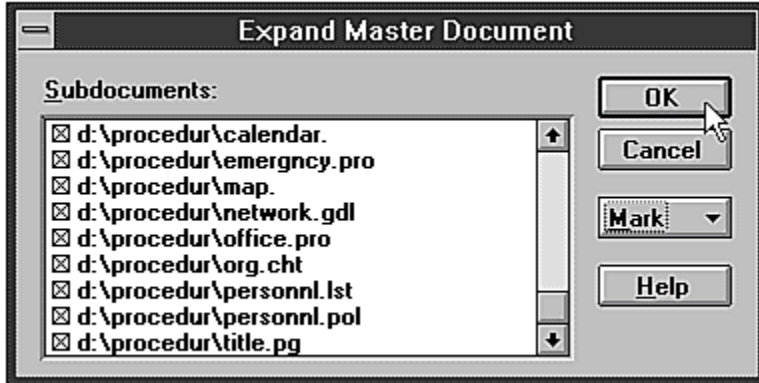 Expand Master Document
Subdocuments:
d:\procedur\calendar.
d:\procedur\emergncy.pro
d:\procedur\map.
d:\procedur\network.gdl
d:\procedur\office.pro
d:\procedur\org.cht
d:\procedur\personnl.lst
d:\procedur\personnl.pol
d:\procedur\title.pg
OK
Cancel
Mark
Help